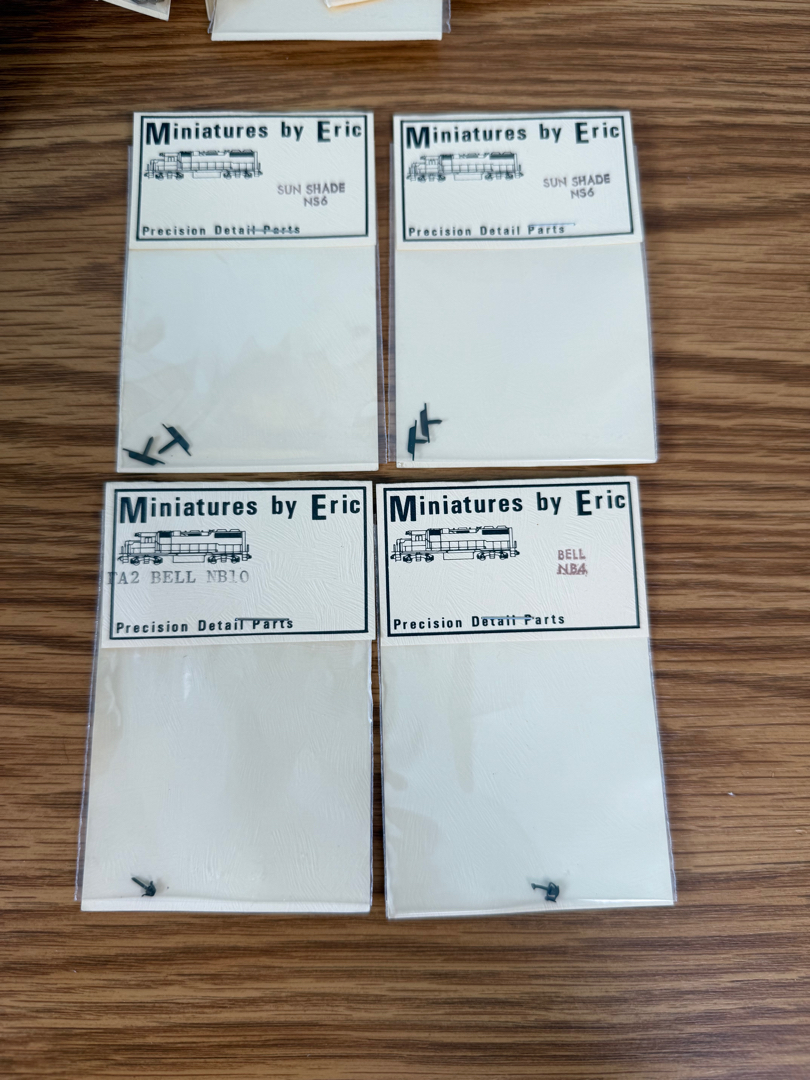 Miniatures by Eric
SUN SHADE
NS6
Precision Detail Parts
Miniatures by Eric
SUN SHADE
NS6
Precision Detail Parts
Miniatures by Eric
BELL NB10
Precision Detail Parts
Miniatures by Eric
BELL
NB4
Precision Detail Parts